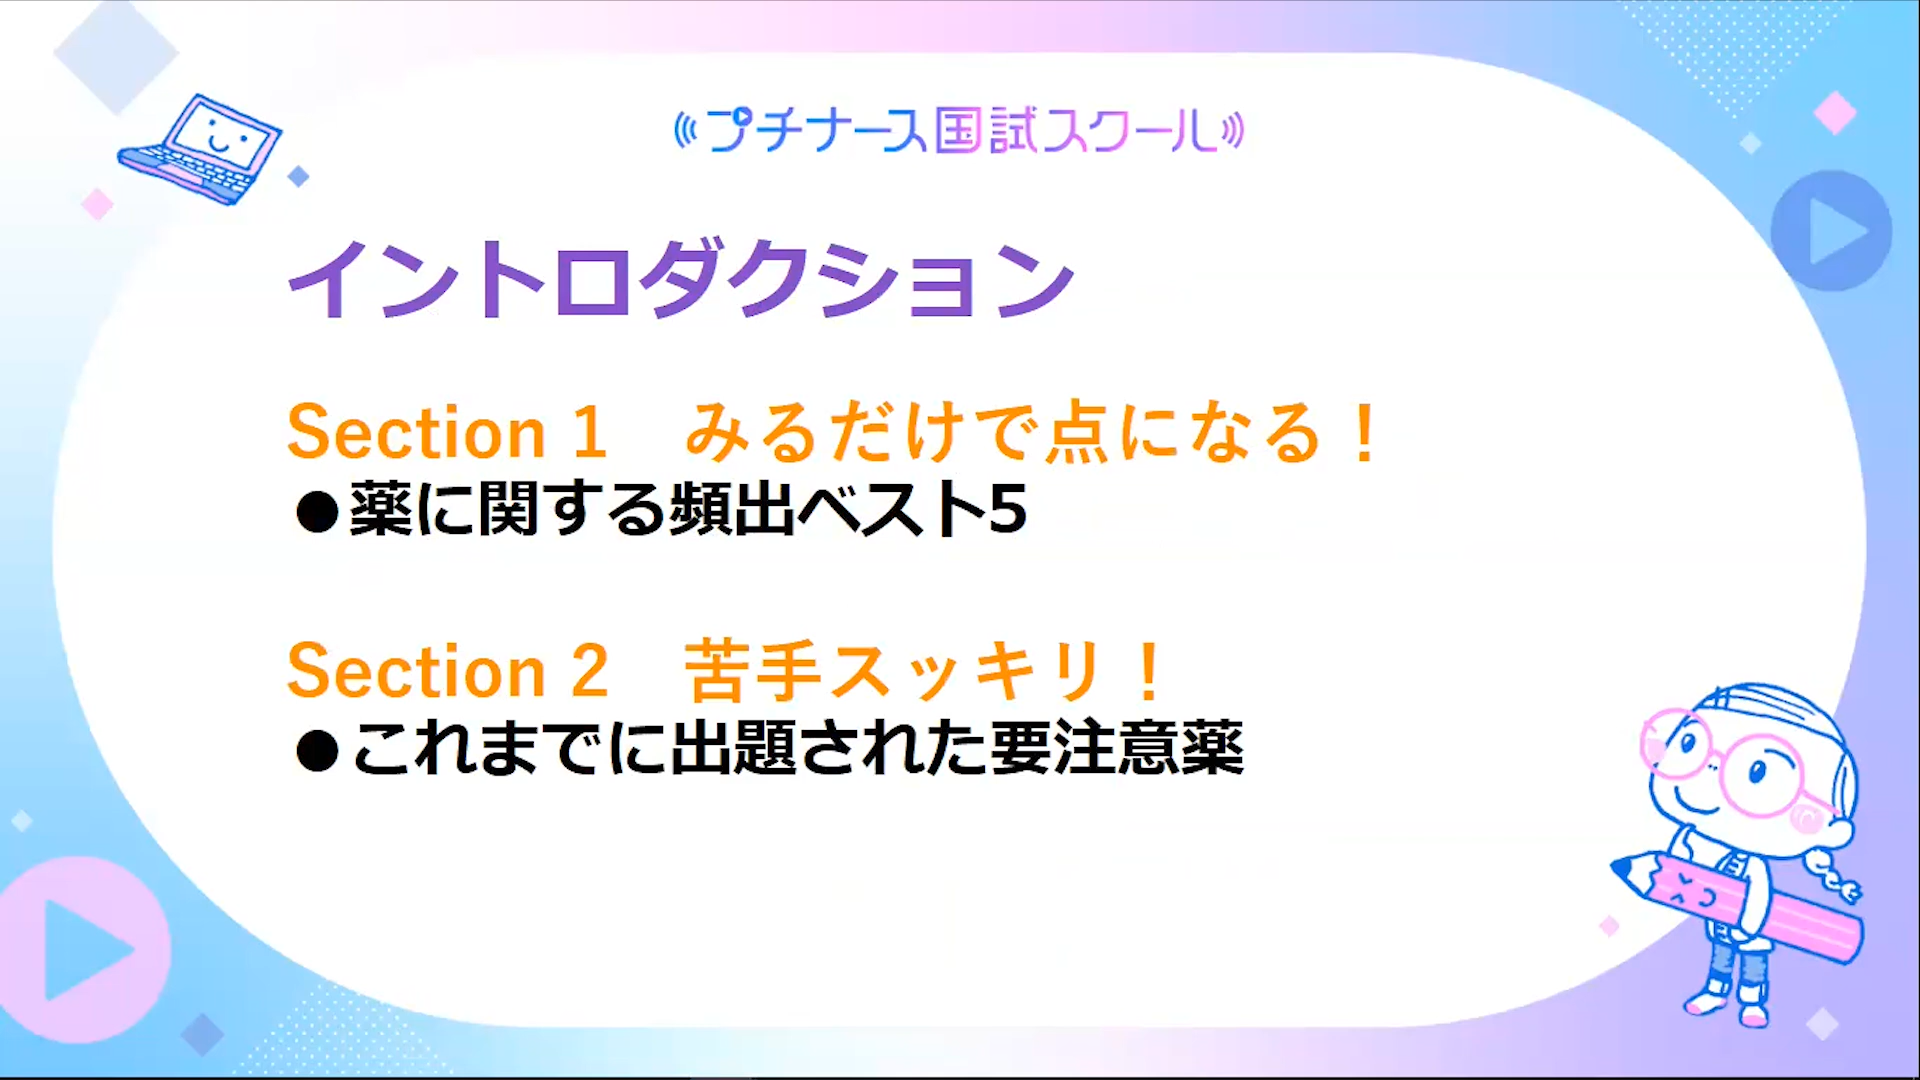 プチナース国試スクール
イントロダクション
Section 1　みるだけで点になる！
●薬に関する頻出ベスト5
Section 2　苦手スッキリ！
●これまでに出題された要注意薬